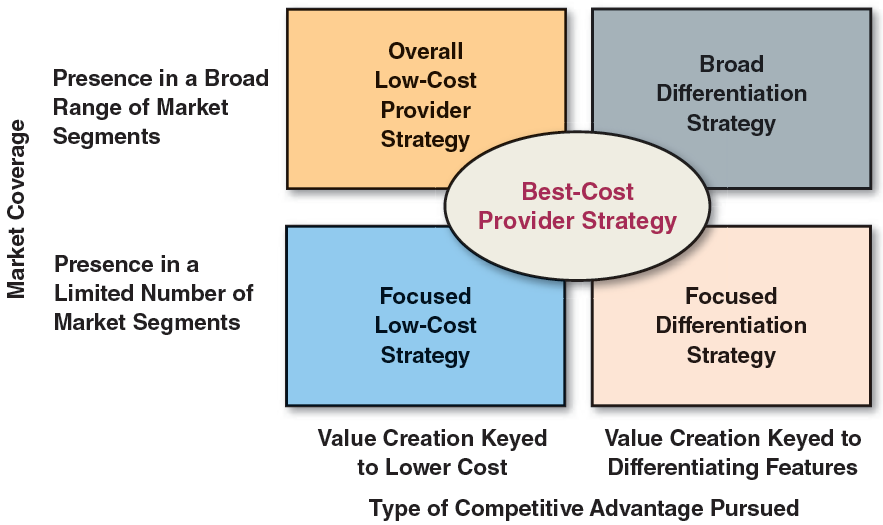 Market Coverage
Presence in a Broad
Range of Market
Segments
Overall
Low-Cost
Provider
Strategy
Broad
Differentiation
Strategy
Best-Cost
Provider Strategy
Presence in a
Limited Number of
Market Segments
Focused
Low-Cost
Strategy
Focused
Differentiation
Strategy
Value Creation Keyed
to Lower Cost
Value Creation Keyed to
Differentiating Features
Type of Competitive Advantage Pursued